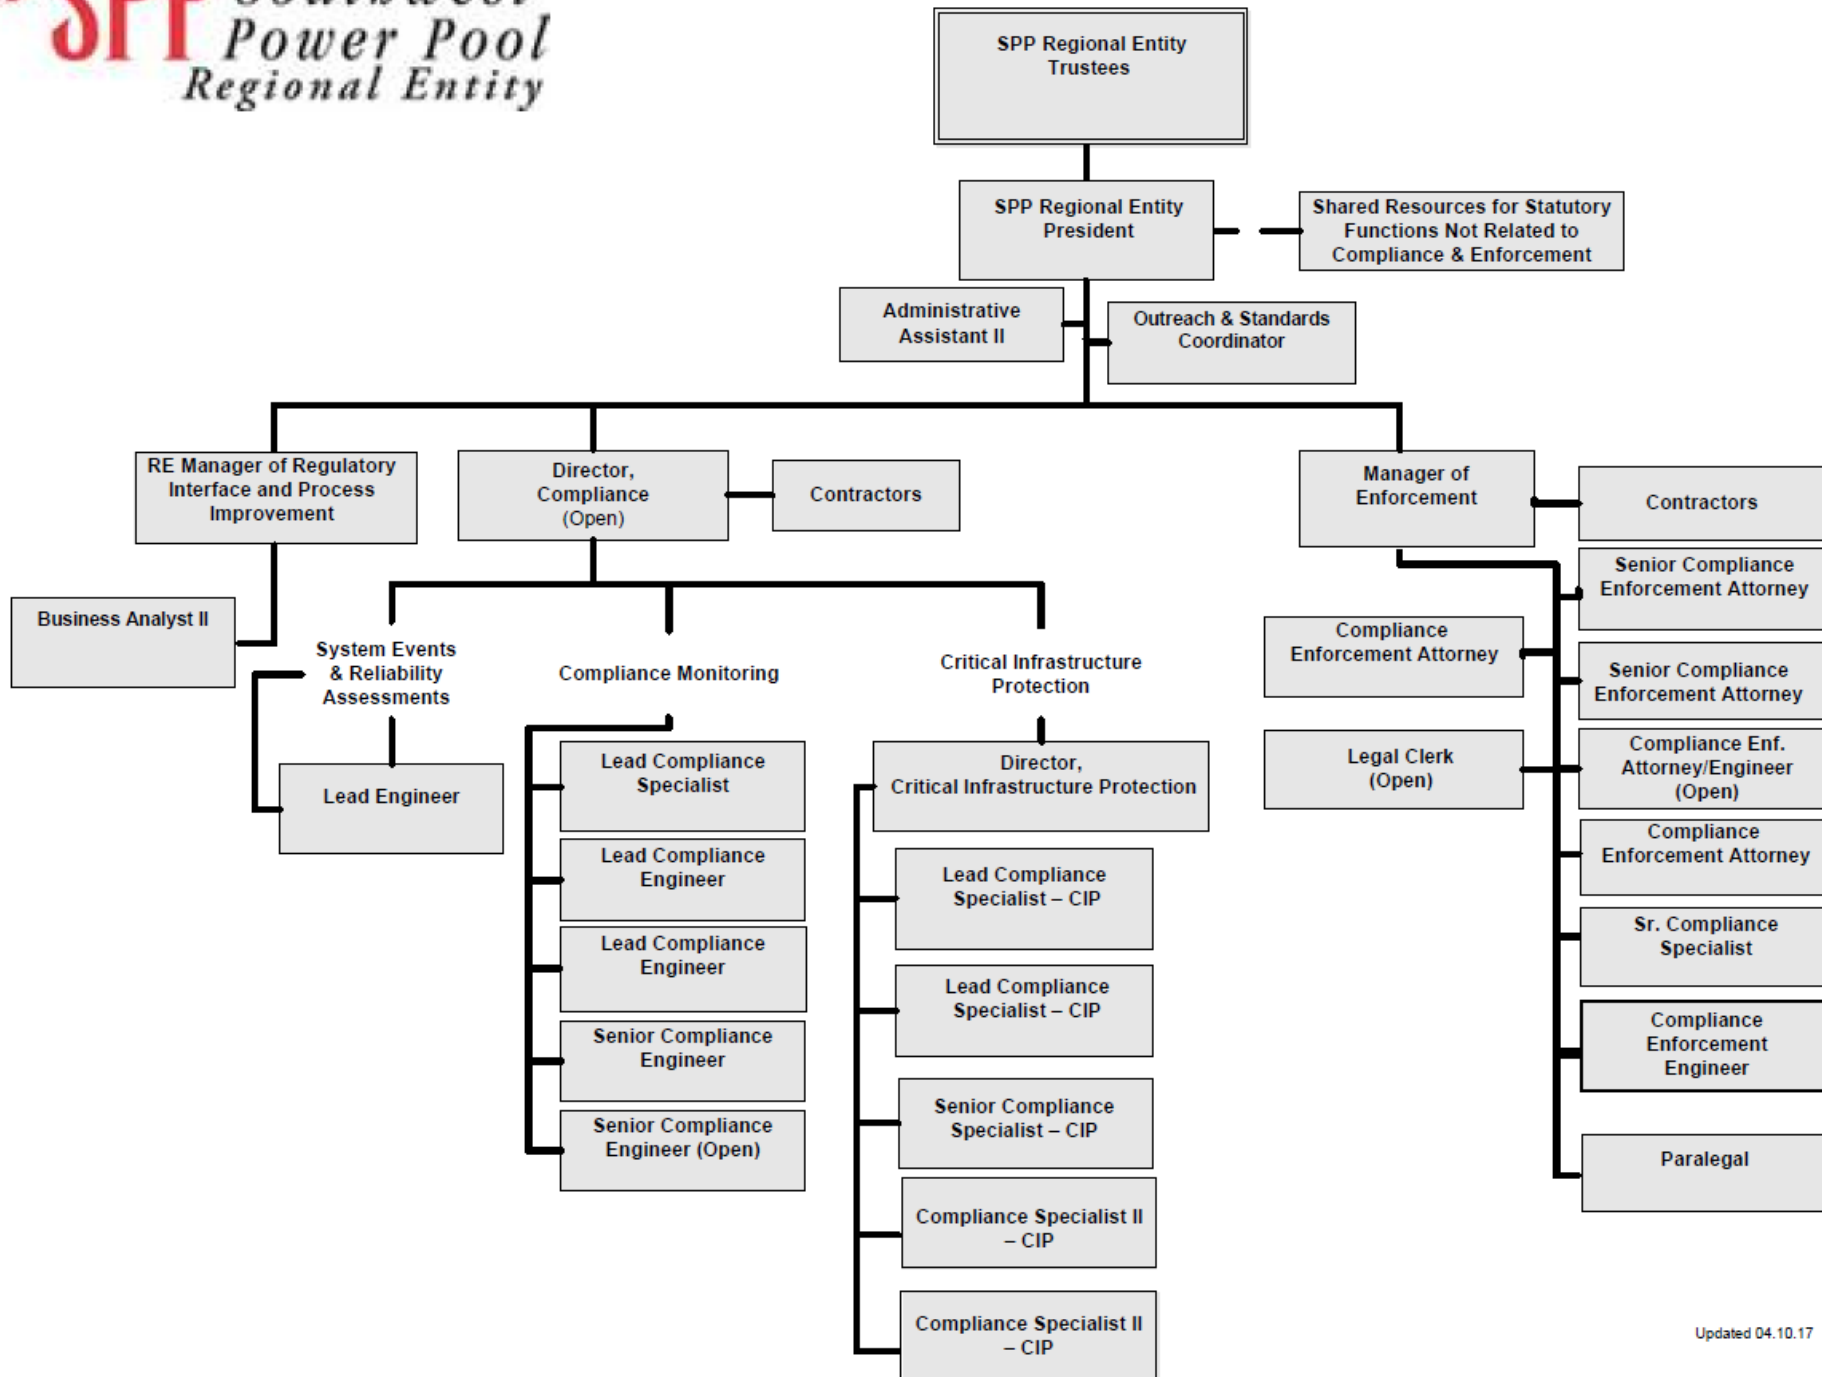 SPP Southwest
Power Pool
Regional Entity
SPP Regional Entity
Trustees
SPP Regional Entity
President
Shared Resources for Statutory
Functions Not Related to
Compliance & Enforcement
Administrative
Assistant II
Outreach & Standards
Coordinator
RE Manager of Regulatory
Interface and Process
Improvement
Director,
Compliance
(Open)
Contractors
Manager of
Enforcement
Contractors
Business Analyst II
System Events
& Reliability
Assessments
Compliance Monitoring
Critical Infrastructure
Protection
Lead Engineer
Lead Compliance
Specialist
Lead Compliance
Engineer
Lead Compliance
Engineer
Senior Compliance
Engineer
Senior Compliance
Engineer (Open)
Director,
Critical Infrastructure Protection
Lead Compliance
Specialist – CIP
Lead Compliance
Specialist – CIP
Senior Compliance
Specialist – CIP
Compliance Specialist II
– CIP
Compliance Specialist II
– CIP
Compliance
Enforcement Attorney
Legal Clerk
(Open)
Senior Compliance
Enforcement Attorney
Senior Compliance
Enforcement Attorney
Compliance Enf.
Attorney/Engineer
(Open)
Compliance
Enforcement Attorney
Sr. Compliance
Specialist
Compliance
Enforcement
Engineer
Paralegal
Updated 04.10.17